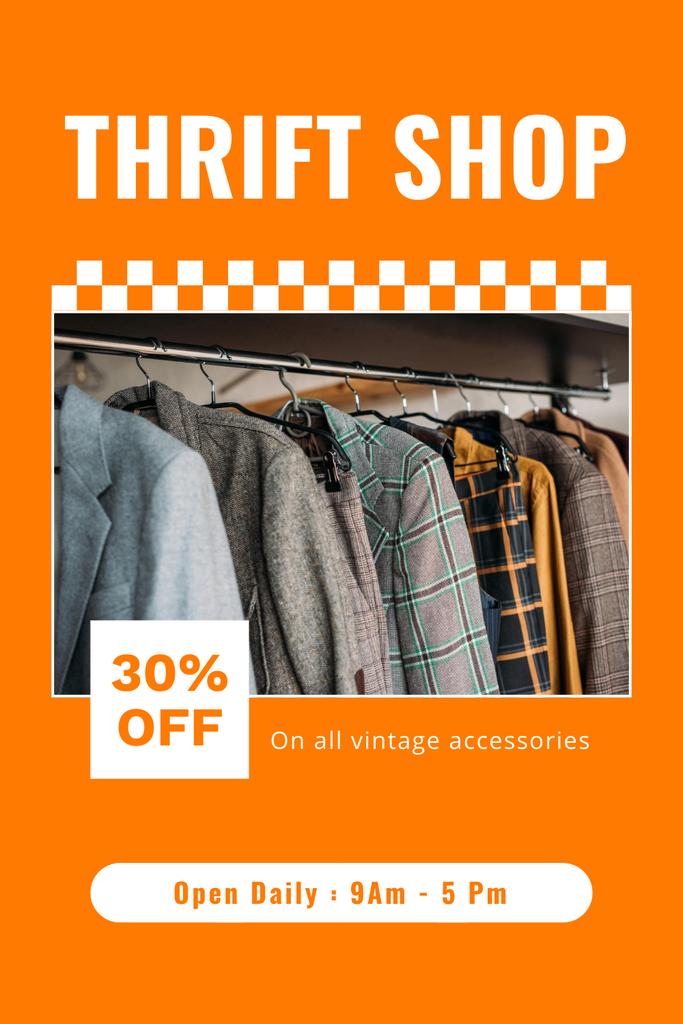 THRIFT SHOP
30%
OFF
On all vintage accessories
Open Daily : 9Am - 5 Pm